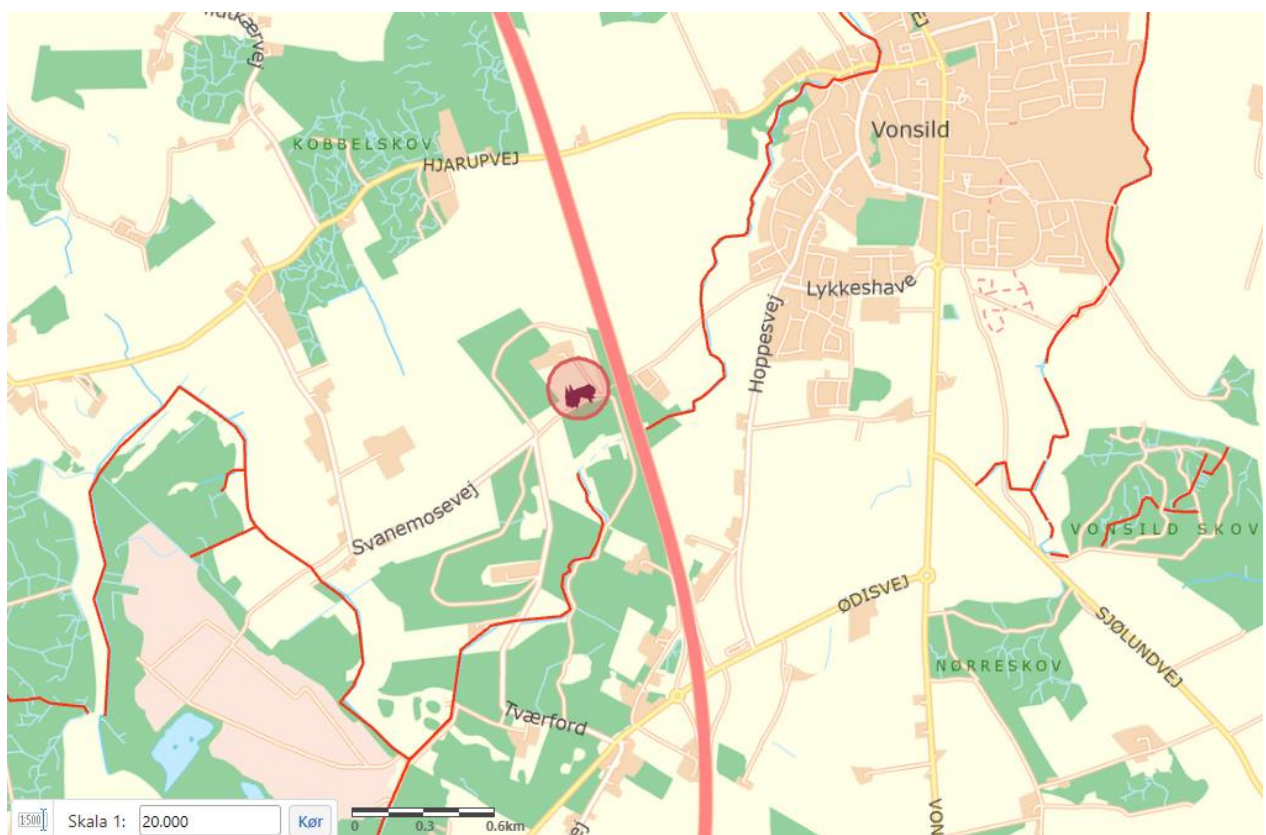 Vonsild
KOBBELSKOV
HJARUPVEJ
Lykkeshave
Hoppesvej
Svanemosevej
VONSILD SKOV
ØDISVEJ
SJØLUNDVEJ
NØRRESKOV
Tværford
VON
1:500
Skala 1: 20.000 Kør
0 0.3 0.6km